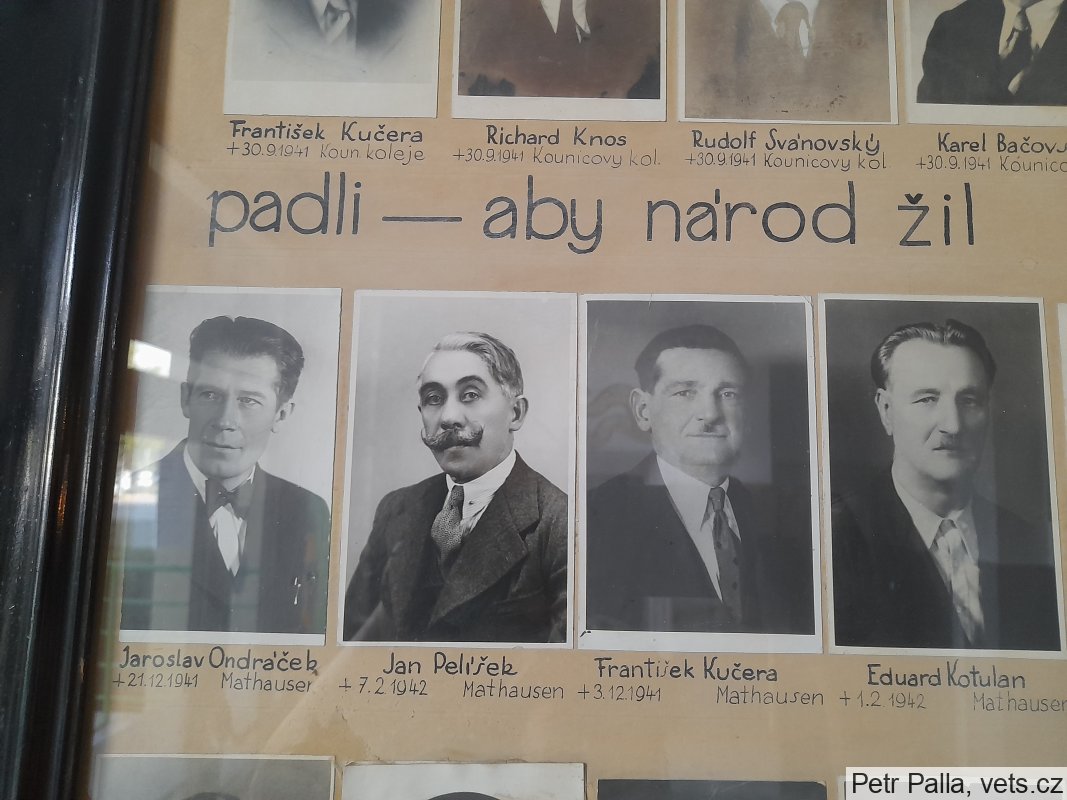 František Kučera
+30.9.1941 Koun koleje
Richard Knos
+30.9.1941 Kounicovy kol.
Rudolf Svánovský
+30.9.1941 Kounicovy kol.
Karel
+30.9.1941
padli — aby národ žil
Jaroslav Ondráček
+21.12.1941 Mathausen
Jan Pelíšek
+7.2.1942 Mathausen
František Kučera
+3.12.1941 Mathausen
Eduard Kotulan
+1.2.1942 Mathausen
Petr Palla, vets.cz